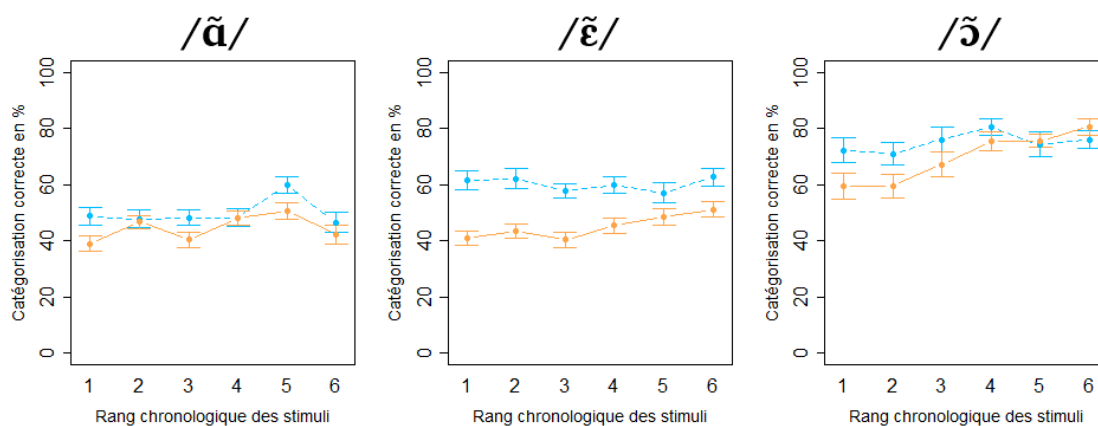 /ɑ̃/
/ɛ̃/
/ɔ̃/
Catégorisation correcte en %
0 20 40 60 80 100
1 2 3 4 5 6
Rang chronologique des stimuli
Catégorisation correcte en %
0 20 40 60 80 100
1 2 3 4 5 6
Rang chronologique des stimuli
Catégorisation correcte en %
0 20 40 60 80 100
1 2 3 4 5 6
Rang chronologique des stimuli